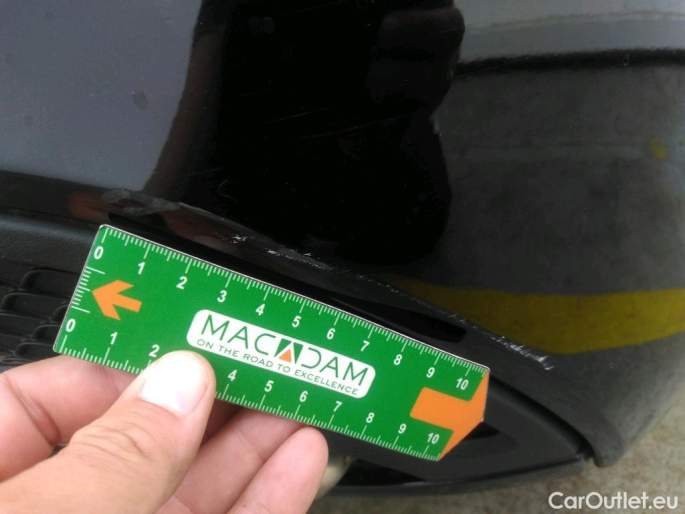 0 1 2 3 4 5 6 7 8 9 10
MACADAM
ON THE ROAD TO EXCELLENCE
0 1 2 4 5 6 7 8 9 10
CarOutlet.eu